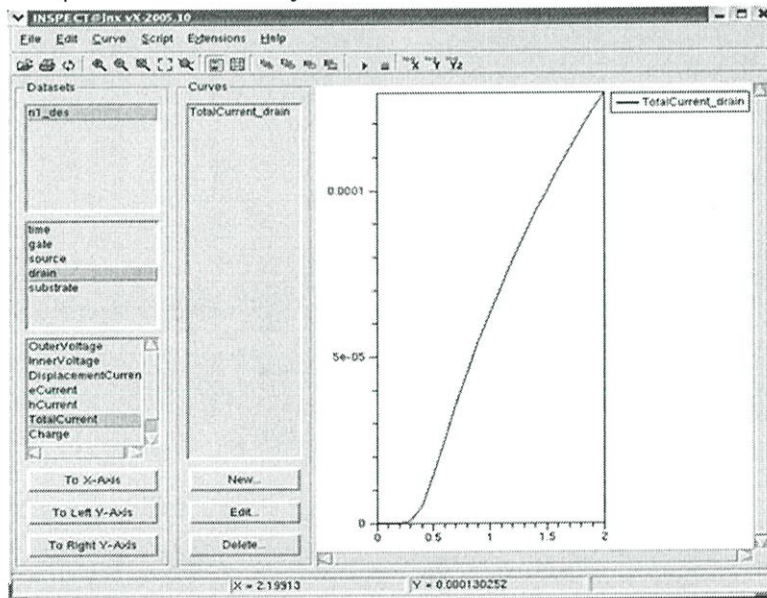 INSPECT@lnx vX-2005.10
File Edit Curve Script Extensions Help
Datasets
n1_des
time
gate
source
drain
substrate
OuterVoltage
InnerVoltage
DisplacementCurren
eCurrent
hCurrent
TotalCurrent
Charge
To X-Axis
To Left Y-Axis
To Right Y-Axis
Curves
TotalCurrent_drain
New...
Edit...
Delete...
TotalCurrent_drain
0.0001
5e-05
0
0 0.5 1 1.5 2
X = 2.19913
Y = 0.000130252